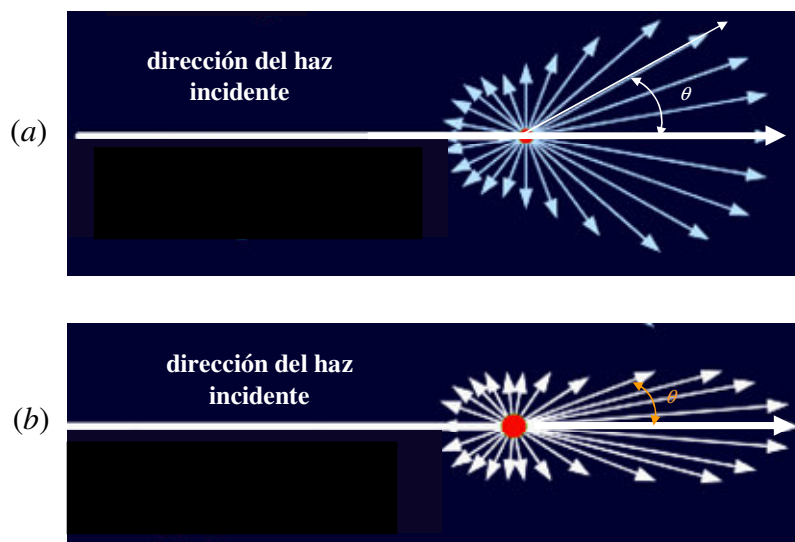 dirección del haz
incidente
θ
(a)
dirección del haz
incidente
θ
(b)